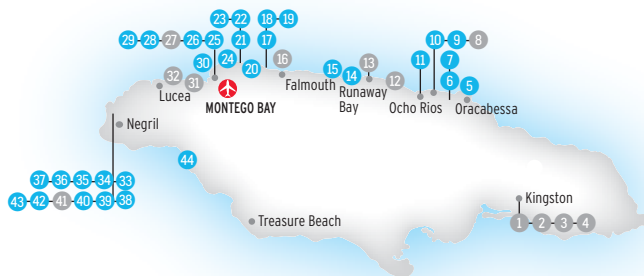 23 22 18 19
29 28 27 26 25 24 21 17
30 20 16
32 31
Lucea
MONTEGO BAY
Falmouth
15 14 13 12
Runaway
Bay
11 10 9 8
7
6 5
Ocho Rios
Oracabessa
Negril
44
37 36 35 34 33
43 42 41 40 39 38
Treasure Beach
Kingston
1 2 3 4